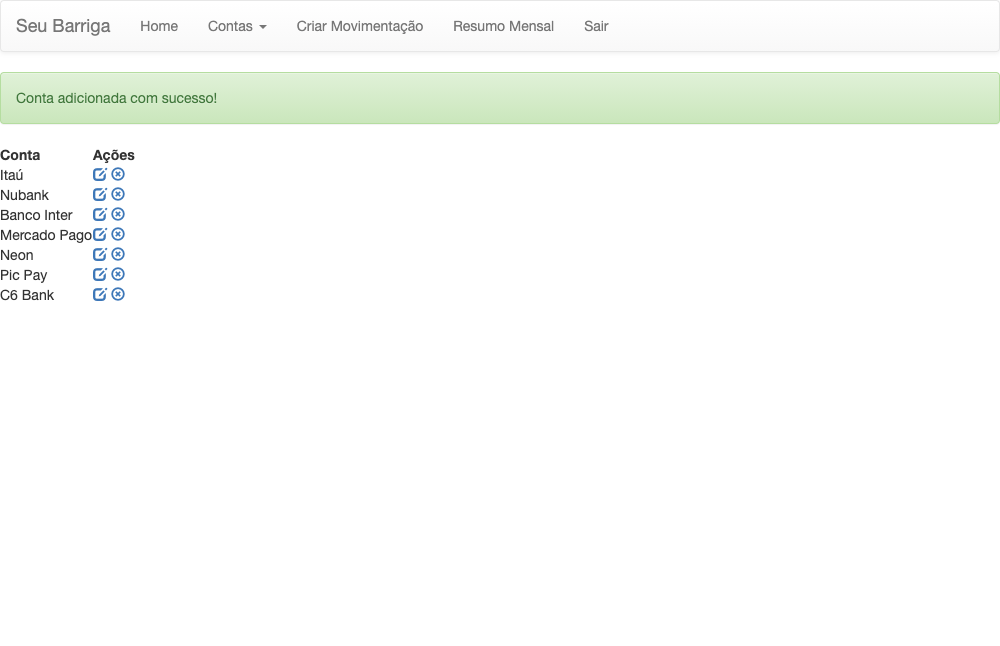 Seu Barriga Home Contas Criar Movimentação Resumo Mensal Sair
Conta adicionada com sucesso!
Conta Ações
Itaú
Nubank
Banco Inter
Mercado Pago
Neon
Pic Pay
C6 Bank